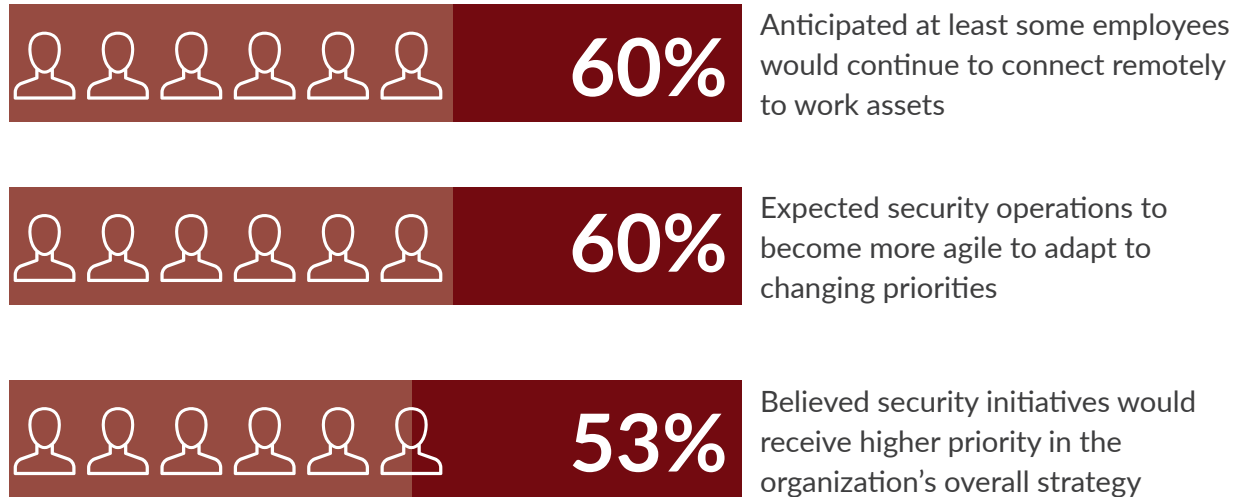 60%
Anticipated at least some employees
would continue to connect remotely
to work assets
60%
Expected security operations to
become more agile to adapt to
changing priorities
53%
Believed security initiatives would
receive higher priority in the
organization’s overall strategy